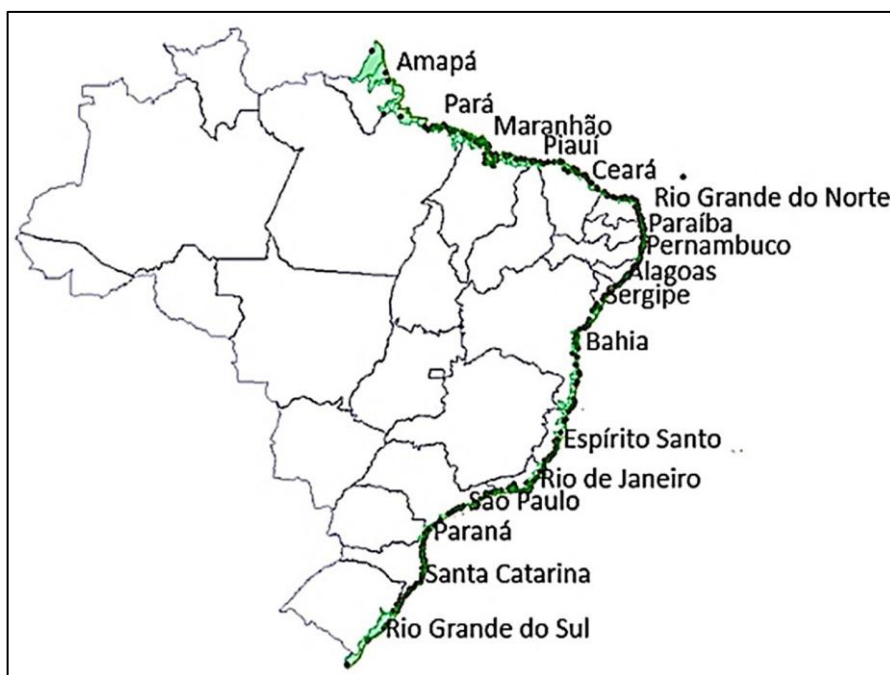 Amapá
Pará
Maranhão
Piauí
Ceará
Rio Grande do Norte
Paraíba
Pernambuco
Alagoas
Sergipe
Bahia
Espírito Santo
Rio de Janeiro
São Paulo
Paraná
Santa Catarina
Rio Grande do Sul